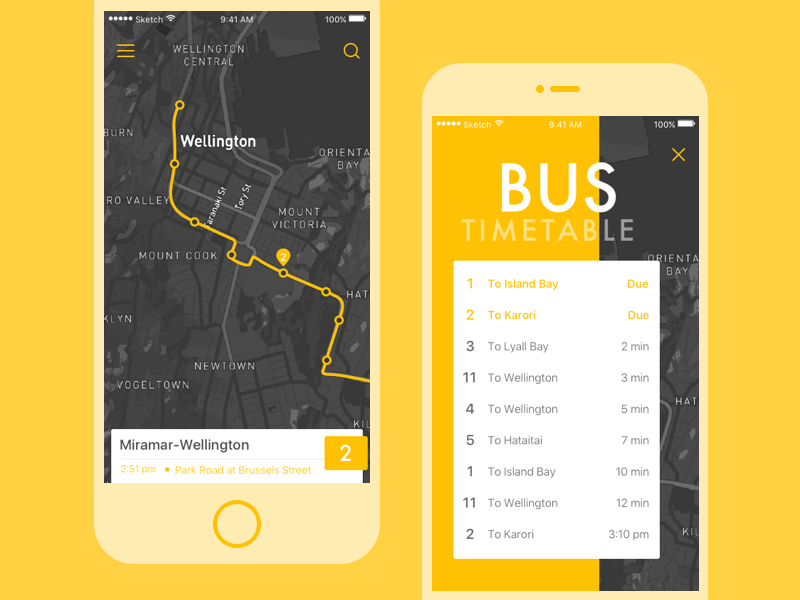 ●●●●● Sketch 9:41 AM 100%
WELLINGTON
CENTRAL
BURN
Wellington
ORIENTA
BAY
Taranaki St
Tory St
RO VALLEY
MOUNT
VICTORIA
MOUNT COOK
2
HAT
KLYN
NEWTOWN
VOGELTOWN
KIL
Miramar-Wellington
2
2:51 pm ● Park Road at Brussels Street
●●●●● Sketch 9:41 AM 100%
BUS
TIMETABLE
ORIENTA
BAY
1 To Island Bay Due
2 To Karori Due
3 To Lyall Bay 2 min
11 To Wellington 3 min
4 To Wellington 5 min
HAT
5 To Hataitai 7 min
1 To Island Bay 10 min
11 To Wellington 12 min
2 To Karori 3:10 pm
KIL